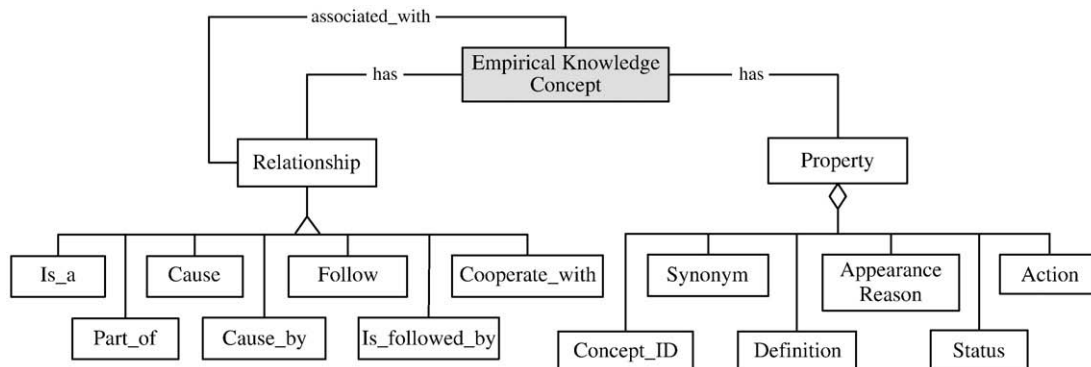 associated_with
Empirical Knowledge
Concept
has
has
Relationship
Property
Is_a
Cause
Follow
Cooperate_with
Synonym
Appearance
Reason
Action
Part_of
Cause_by
Is_followed_by
Concept_ID
Definition
Status